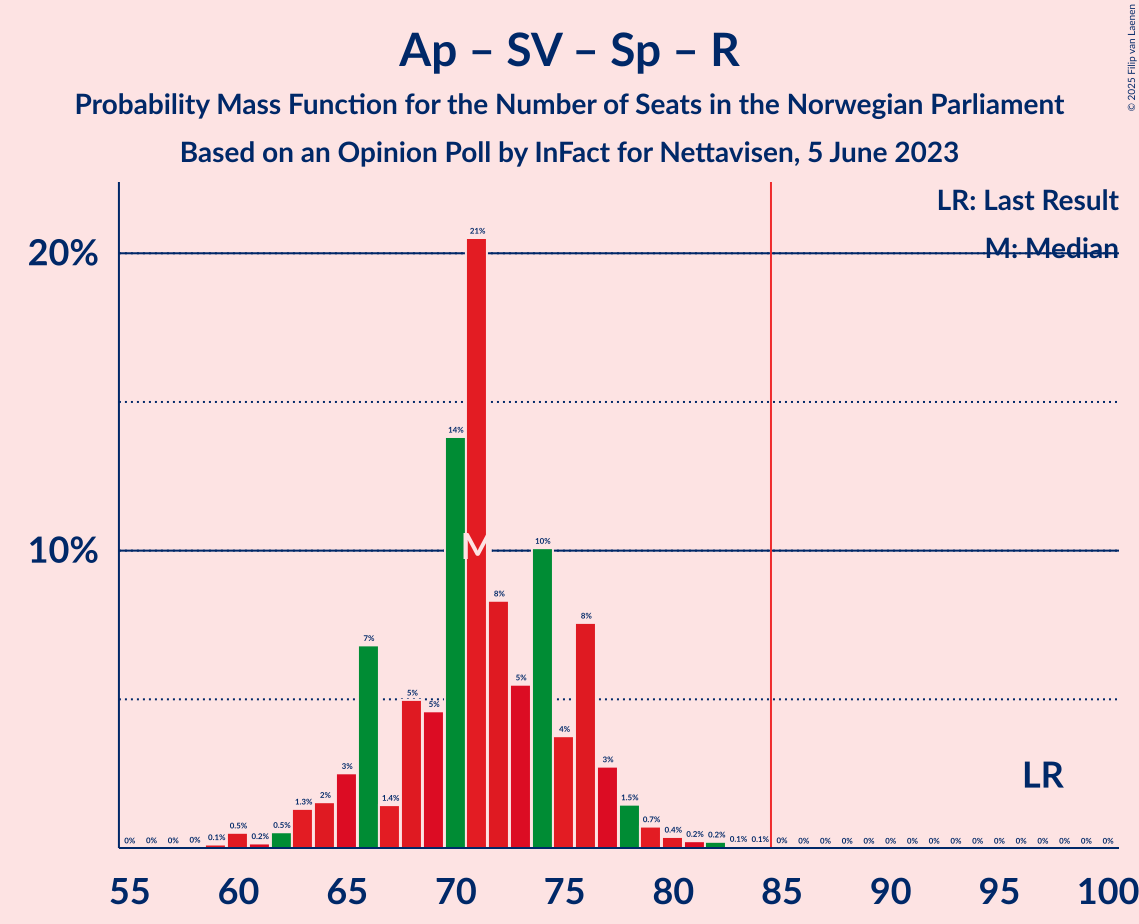 © 2025 Filip van Laenen
Ap – SV – Sp – R
Probability Mass Function for the Number of Seats in the Norwegian Parliament
Based on an Opinion Poll by InFact for Nettavisen, 5 June 2023
LR: Last Result
M: Median
20%
10%
0% 0% 0% 0% 0.1% 0.5% 0.2% 0.5% 1.3% 2% 3% 7% 1.4% 5% 5% 14% 21% 8% 5% 10% 4% 8% 3% 1.5% 0.7% 0.4% 0.2% 0.2% 0.1% 0.1% 0% 0% 0% 0% 0% 0% 0% 0% 0% 0% 0% 0% 0% 0% 0% 0%
M
LR
55 60 65 70 75 80 85 90 95 100